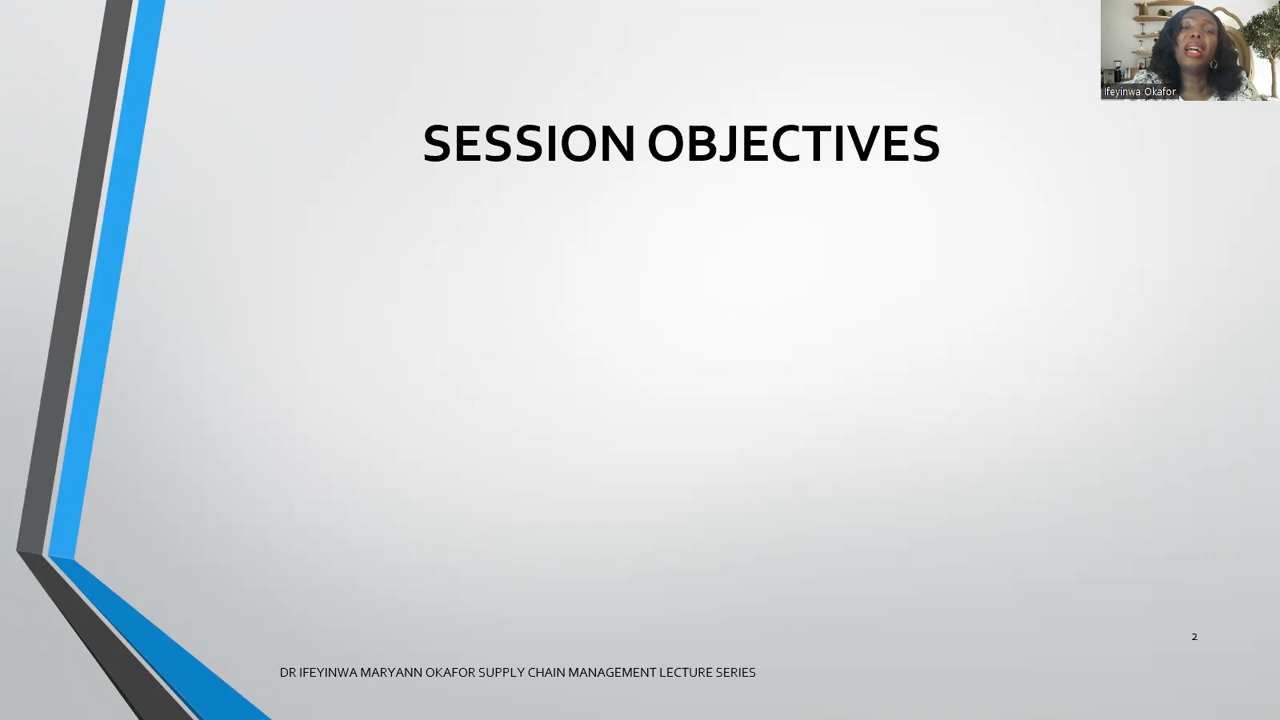 Ifeyinwa Okafor
SESSION OBJECTIVES
2
DR IFEYINWA MARYANN OKAFOR SUPPLY CHAIN MANAGEMENT LECTURE SERIES